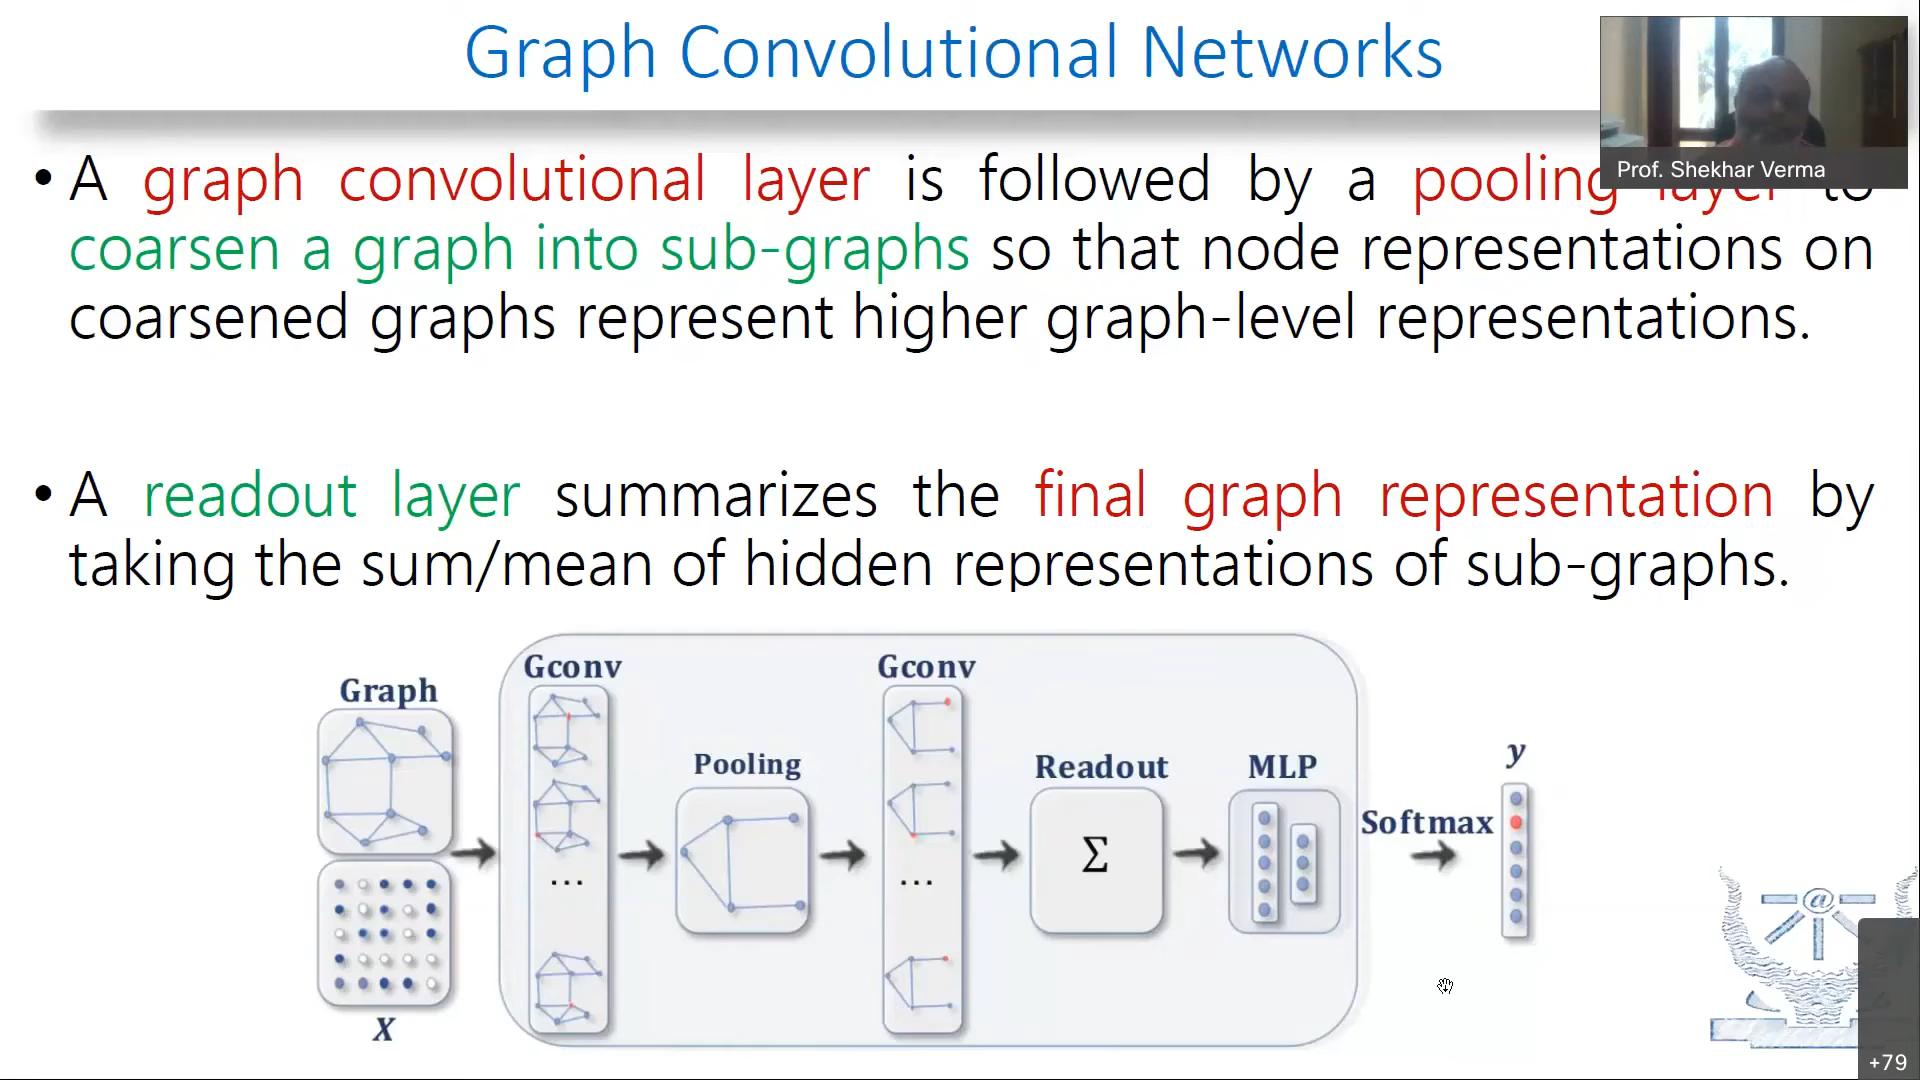 Graph Convolutional Networks
Prof. Shekhar Verma
• A graph convolutional layer is followed by a pooling layer to
coarsen a graph into sub-graphs so that node representations on
coarsened graphs represent higher graph-level representations.
• A readout layer summarizes the final graph representation by
taking the sum/mean of hidden representations of sub-graphs.
Graph
Gconv
Pooling
Gconv
Readout
MLP
Softmax
y
...
...
Σ
X
@
+79